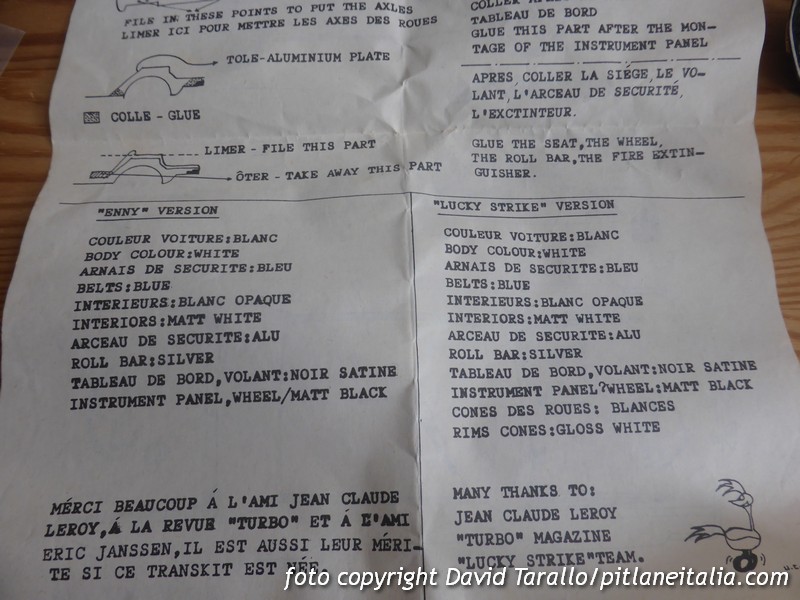 FILE IN THESE POINTS TO PUT THE AXLES
LIMER ICI POUR METTRE LES AXES DES ROUES
TOLE-ALUMINIUM PLATE
COLLE - GLUE
LIMER - FILE THIS PART
ÔTER - TAKE AWAY THIS PART
COLLER
TABLEAU DE BORD
GLUE THIS PART AFTER THE MON-
TAGE OF THE INSTRUMENT PANEL
APRES, COLLER LA SIÉGE, LE VO-
LANT, L'ARCEAU DE SECURITÉ,
L'EXCTINTEUR.
GLUE THE SEAT, THE WHEEL,
THE ROLL BAR, THE FIRE EXTIN-
GUISHER.
"ENNY" VERSION
COULEUR VOITURE:BLANC
BODY COLOUR:WHITE
ARNAIS DE SECURITE:BLEU
BELTS:BLUE
INTERIEURS:BLANC OPAQUE
INTERIORS:MATT WHITE
ARCEAU DE SECURITE:ALU
ROLL BAR:SILVER
TABLEAU DE BORD,VOLANT:NOIR SATINE
INSTRUMENT PANEL,WHEEL/MATT BLACK
"LUCKY STRIKE" VERSION
COULEUR VOITURE:BLANC
BODY COLOUR:WHITE
ARNAIS DE SECURITE:BLEU
BELTS:BLUE
INTERIEURS:BLANC OPAQUE
INTERIORS:MATT WHITE
ARCEAU DE SECURITE:ALU
ROLL BAR:SILVER
TABLEAU DE BORD,VOLANT:NOIR SATINE
INSTRUMENT PANEL?WHEEL:MATT BLACK
CONES DES ROUES: BLANCES
RIMS CONES:GLOSS WHITE
MÉRCI BEAUCOUP Á L'AMI JEAN CLAUDE
LEROY,Á LA REVUE "TURBO" ET Á L'AMI
ERIC JANSSEN,IL EST AUSSI LEUR MÉRI-
TE SI CE TRANSKIT EST NÉE.
MANY THANKS TO:
JEAN CLAUDE LEROY
"TURBO" MAGAZINE
"LUCKY STRIKE"TEAM.
foto copyright David Tarallo/pitlaneitalia.com